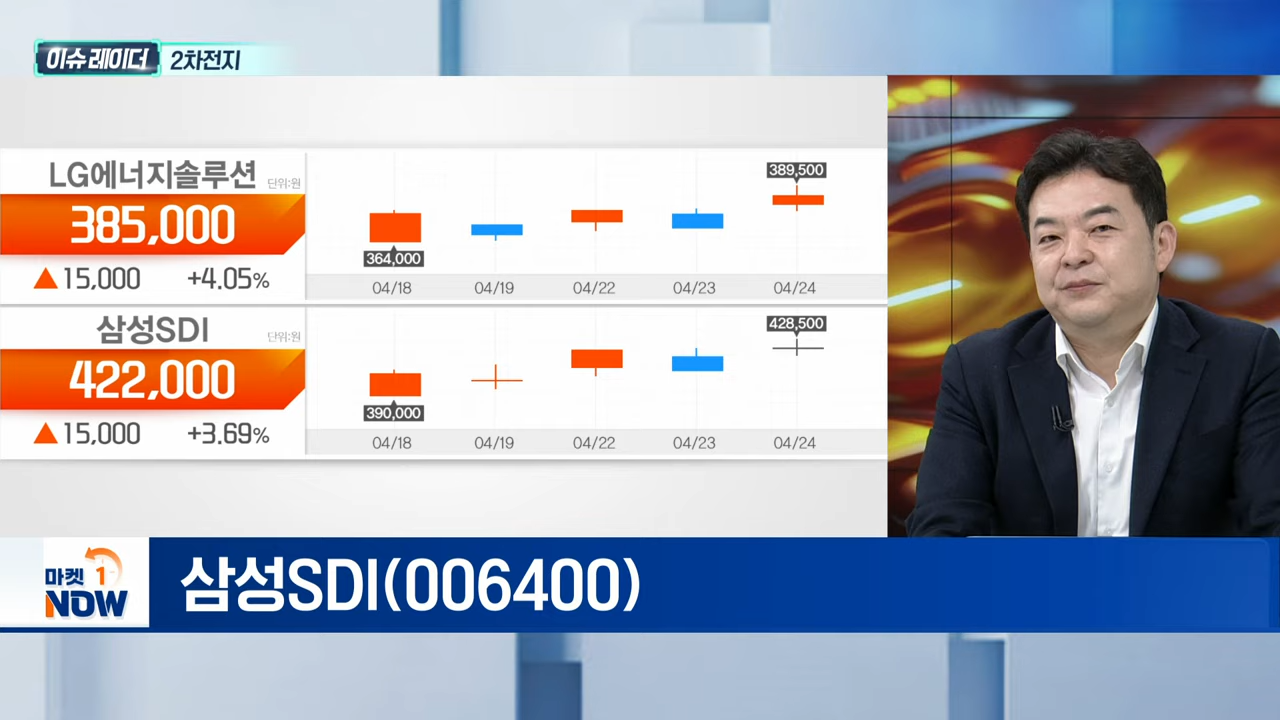 이슈레이더 2차전지
LG에너지솔루션 단위:원
385,000
▲15,000 +4.05%
389,500
364,000
04/18 04/19 04/22 04/23 04/24
삼성SDI 단위:원
422,000
▲15,000 +3.69%
428,500
390,000
04/18 04/19 04/22 04/23 04/24
마켓 1
NOW
삼성SDI(006400)